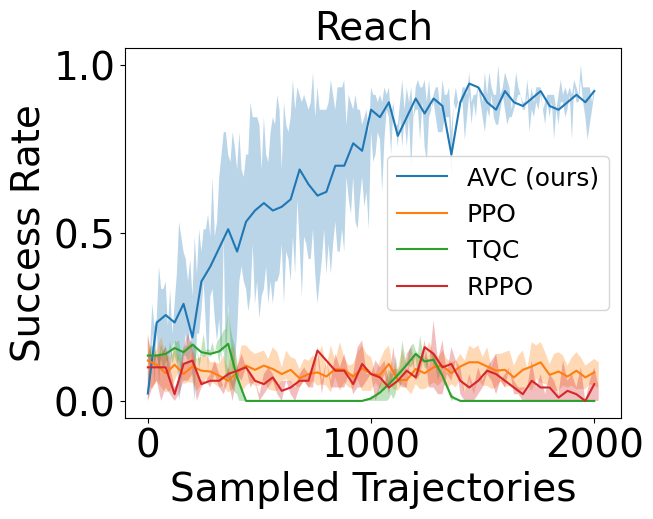 Reach
1.0
0.5
0.0
Success Rate
AVC (ours)
PPO
TQC
RPPO
0
1000
2000
Sampled Trajectories